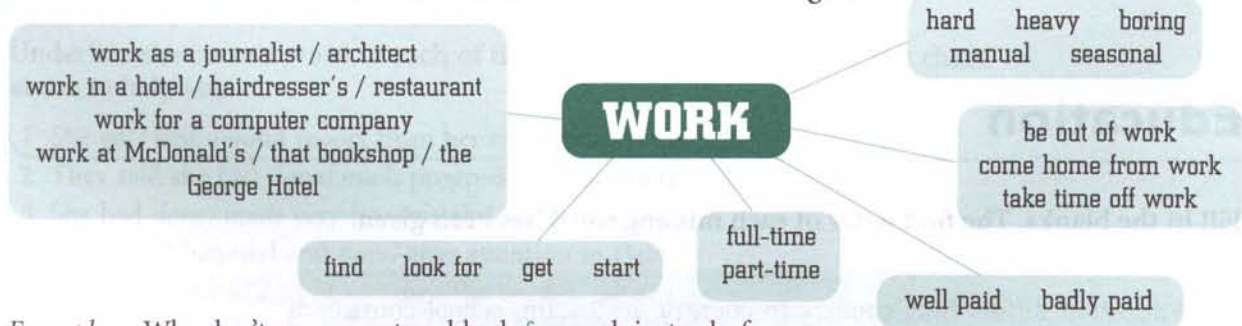 work as a journalist / architect
work in a hotel / hairdresser's / restaurant
work for a computer company
work at McDonald's / that bookshop / the
George Hotel
WORK
hard heavy boring
manual seasonal
be out of work
come home from work
take time off work
find look for get start
full-time
part-time
well paid badly paid